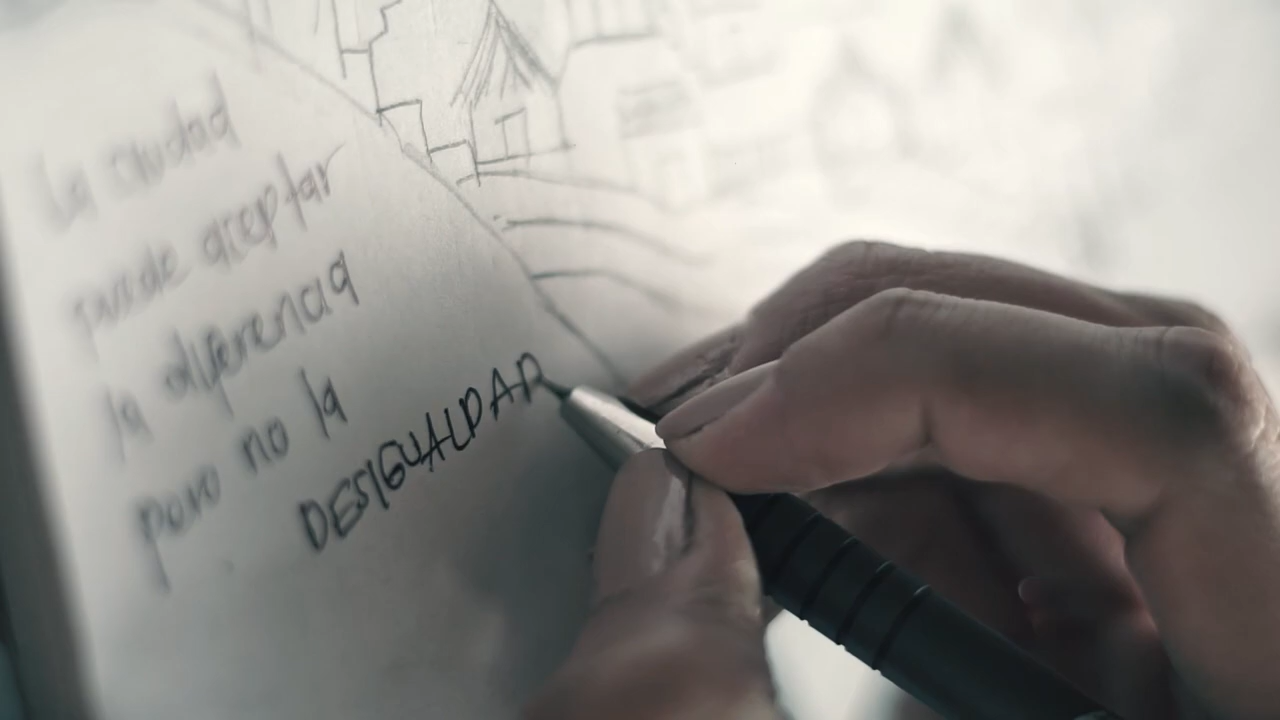 La ciudad
puede aceptar
la diferencia
pero no la
DESIGUALDAD